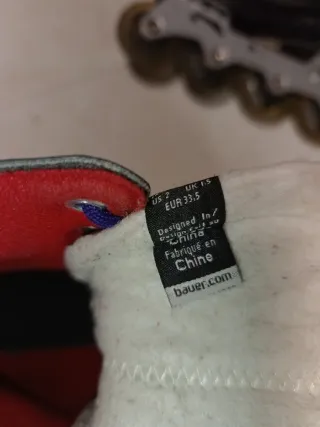 US 2 UK 1.5
EUR 33.5
Designed In/
China
Fabriqué en
Chine
bauer.com